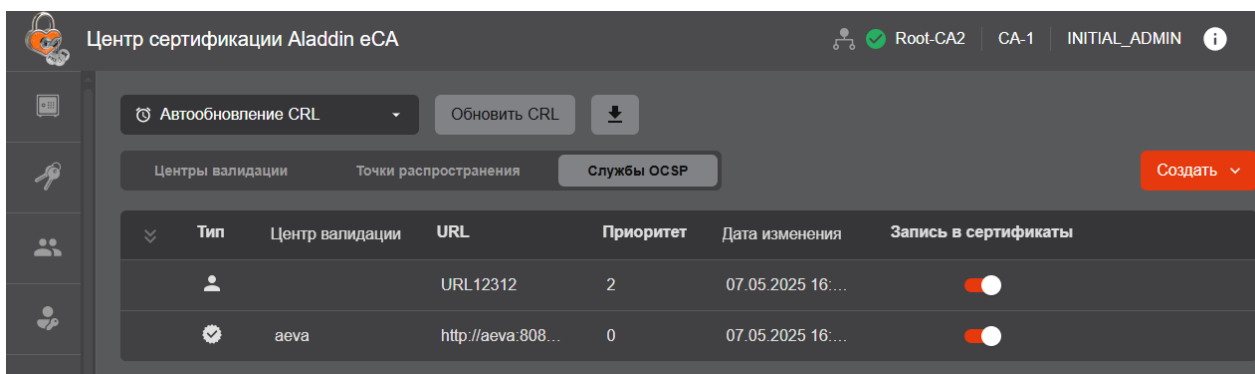 Центр сертификации Aladdin eCA
Root-CA2 CA-1 INITIAL_ADMIN
Автообновление CRL Обновить CRL
Центры валидации Точки распространения Службы OCSP Создать
Тип Центр валидации URL Приоритет Дата изменения Запись в сертификаты
URL12312 2 07.05.2025 16:...
aeva http://aeva:808... 0 07.05.2025 16:...